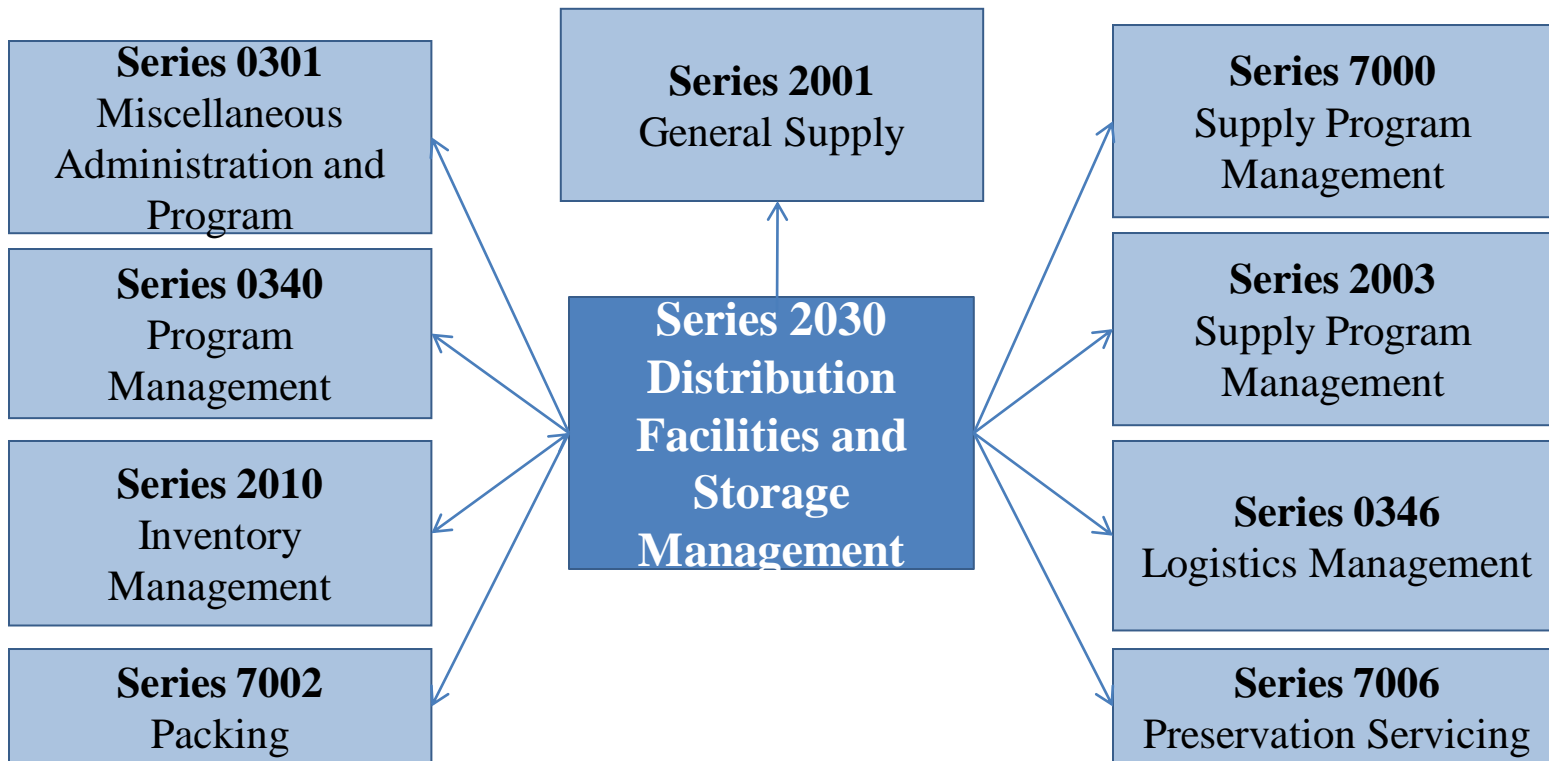 Series 0301
Miscellaneous
Administration and
Program
Series 0340
Program
Management
Series 2010
Inventory
Management
Series 7002
Packing
Series 2001
General Supply
Series 2030
Distribution
Facilities and
Storage
Management
Series 7000
Supply Program
Management
Series 2003
Supply Program
Management
Series 0346
Logistics Management
Series 7006
Preservation Servicing